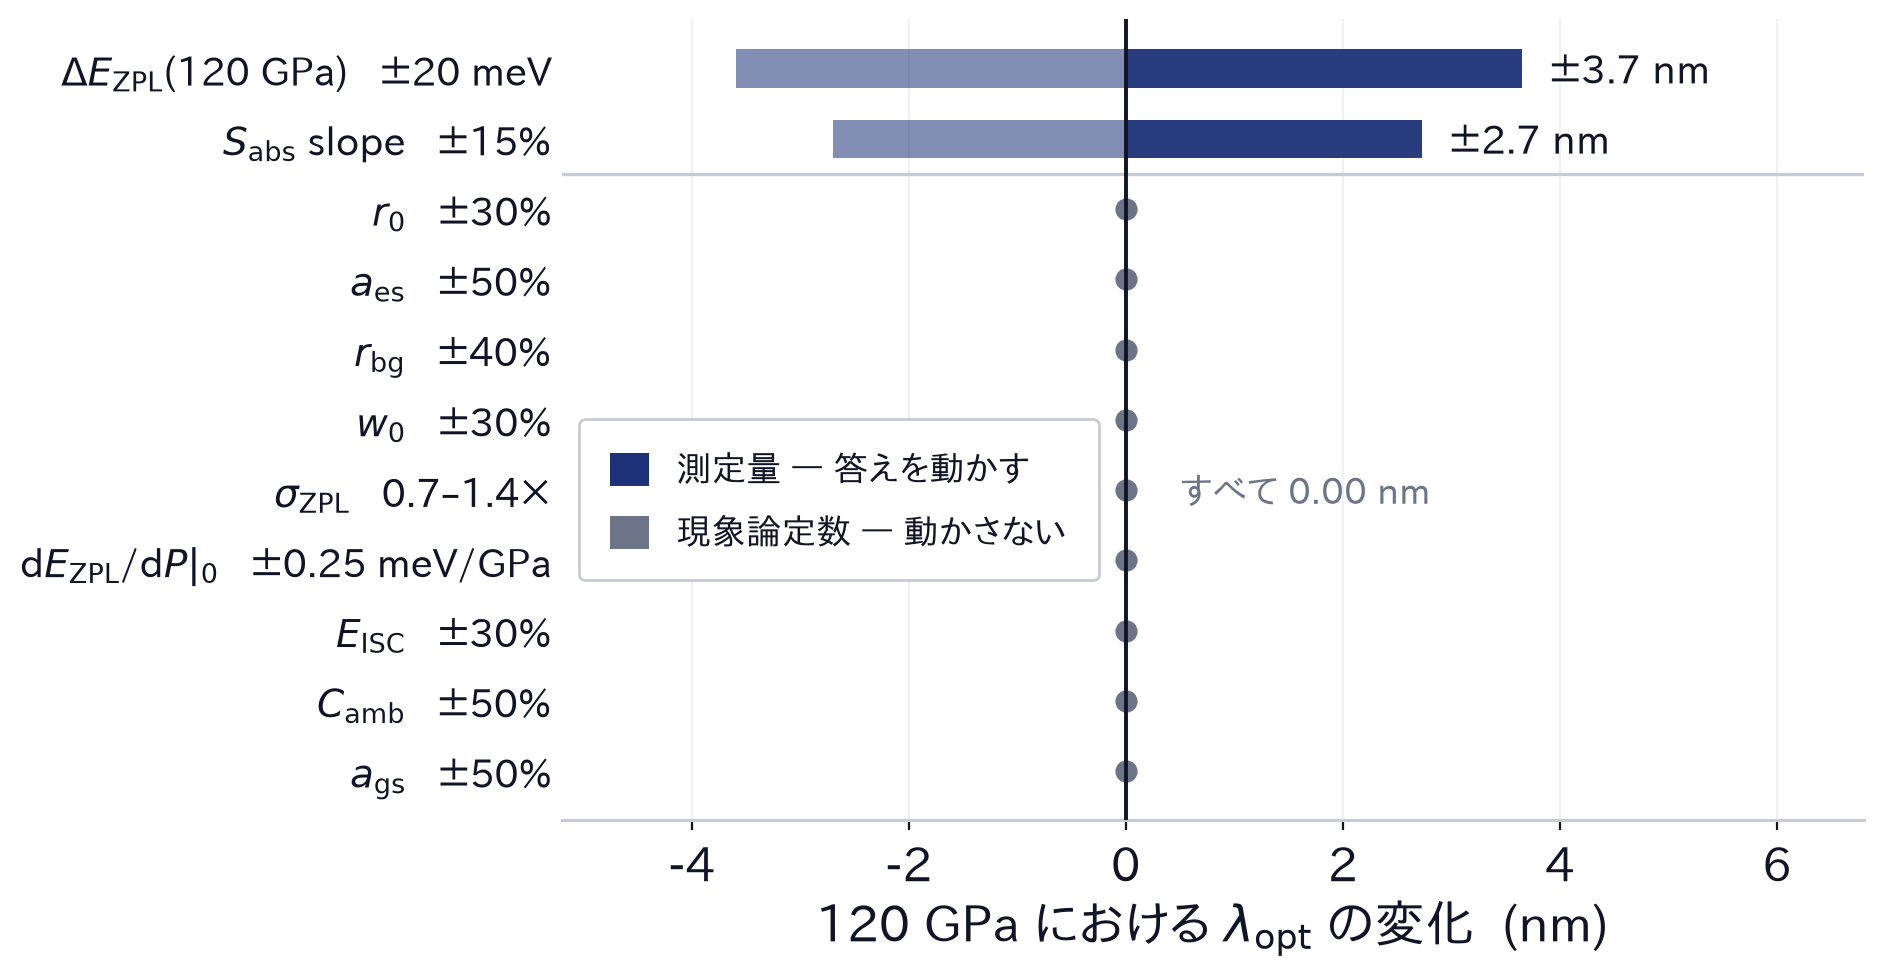 ΔE_ZPL(120 GPa) ±20 meV
±3.7 nm
S_abs slope ±15%
±2.7 nm
r_0 ±30%
a_es ±50%
r_bg ±40%
w_0 ±30%
測定量 — 答えを動かす
σ_ZPL 0.7–1.4×
すべて 0.00 nm
現象論定数 — 動かさない
dE_ZPL/dP|_0 ±0.25 meV/GPa
E_ISC ±30%
C_amb ±50%
a_gs ±50%
-4 -2 0 2 4 6
120 GPa における λ_opt の変化 (nm)